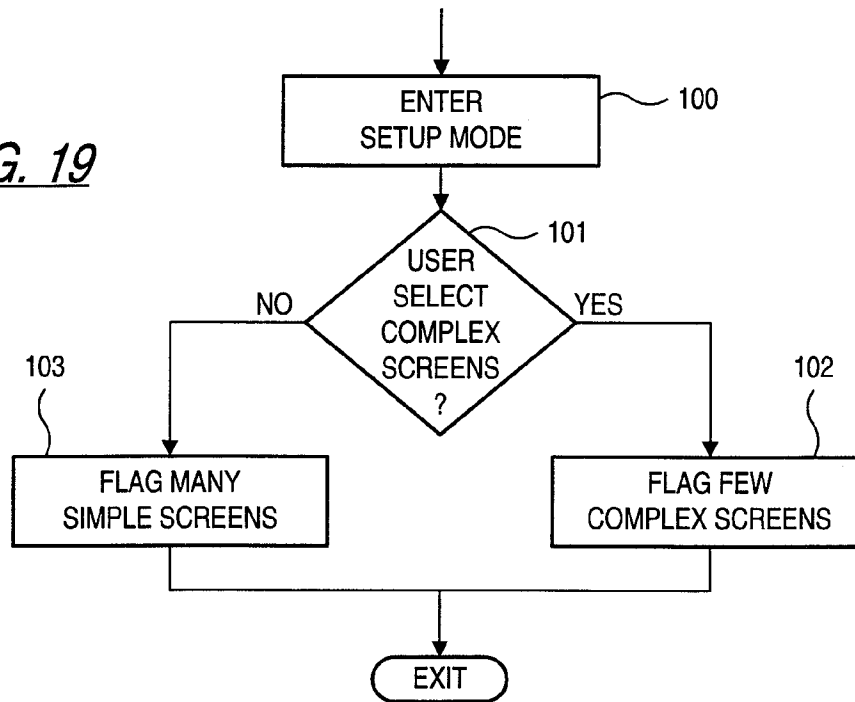 ENTER
SETUP MODE
100
G. 19
101
USER
SELECT
COMPLEX
SCREENS
?
NO
YES
103
102
FLAG MANY
SIMPLE SCREENS
FLAG FEW
COMPLEX SCREENS
EXIT